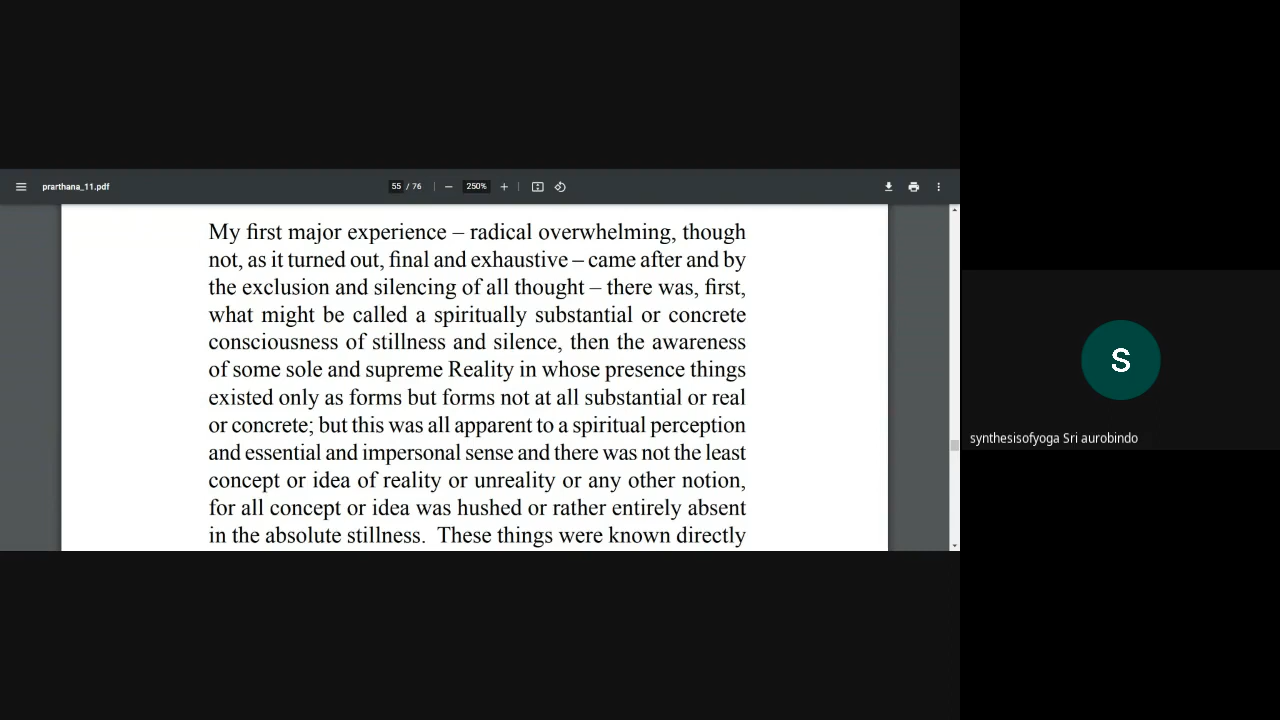 prarthana_11.pdf
55 / 76
250%
My first major experience – radical overwhelming, though
not, as it turned out, final and exhaustive – came after and by
the exclusion and silencing of all thought – there was, first,
what might be called a spiritually substantial or concrete
consciousness of stillness and silence, then the awareness
of some sole and supreme Reality in whose presence things
existed only as forms but forms not at all substantial or real
or concrete; but this was all apparent to a spiritual perception
and essential and impersonal sense and there was not the least
concept or idea of reality or unreality or any other notion,
for all concept or idea was hushed or rather entirely absent
in the absolute stillness. These things were known directly
S
synthesisofyoga Sri aurobindo